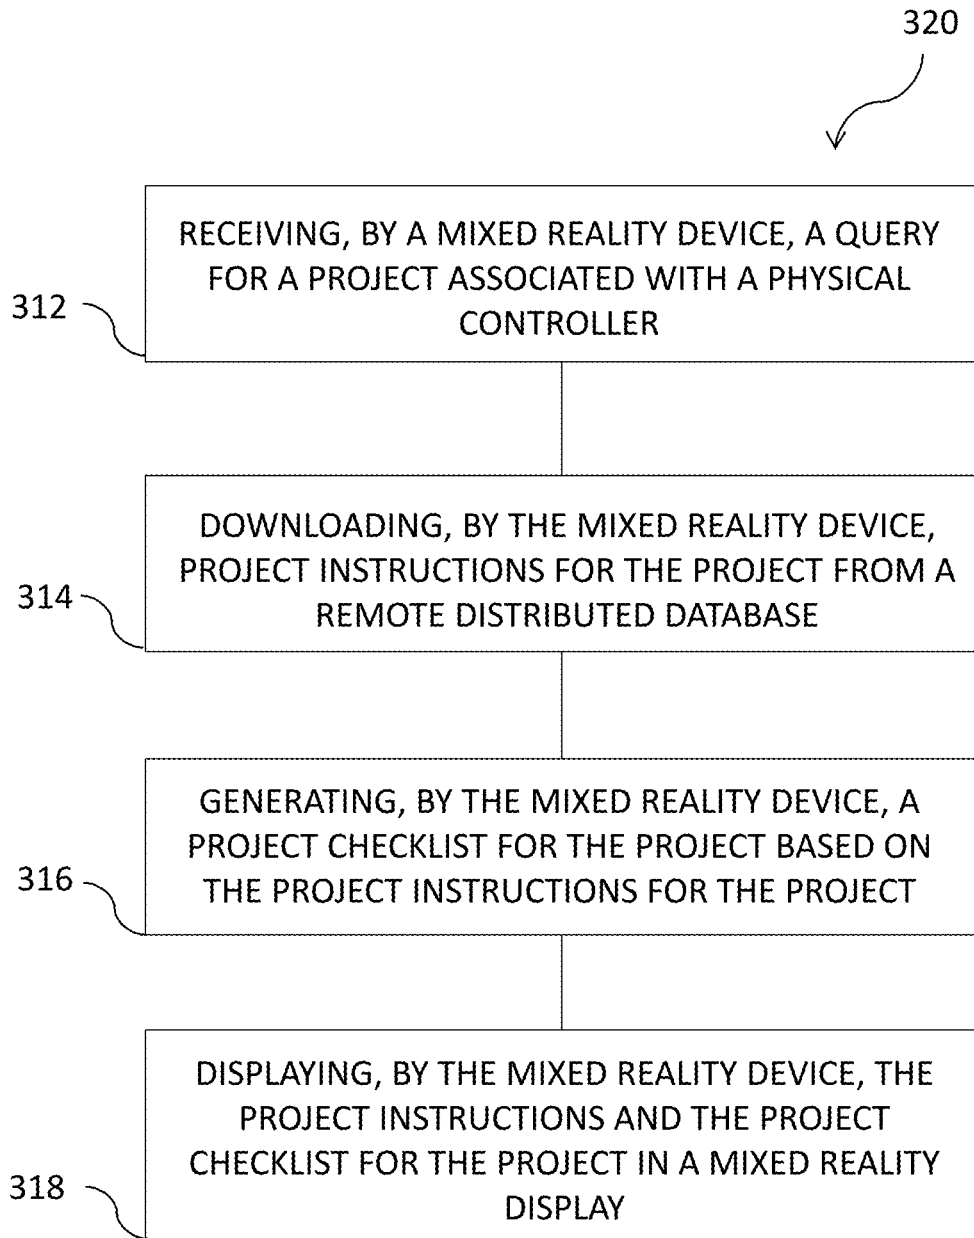 320
RECEIVING, BY A MIXED REALITY DEVICE, A QUERY
FOR A PROJECT ASSOCIATED WITH A PHYSICAL
CONTROLLER
312
DOWNLOADING, BY THE MIXED REALITY DEVICE,
PROJECT INSTRUCTIONS FOR THE PROJECT FROM A
REMOTE DISTRIBUTED DATABASE
314
GENERATING, BY THE MIXED REALITY DEVICE, A
PROJECT CHECKLIST FOR THE PROJECT BASED ON
THE PROJECT INSTRUCTIONS FOR THE PROJECT
316
DISPLAYING, BY THE MIXED REALITY DEVICE, THE
PROJECT INSTRUCTIONS AND THE PROJECT
CHECKLIST FOR THE PROJECT IN A MIXED REALITY
DISPLAY
318